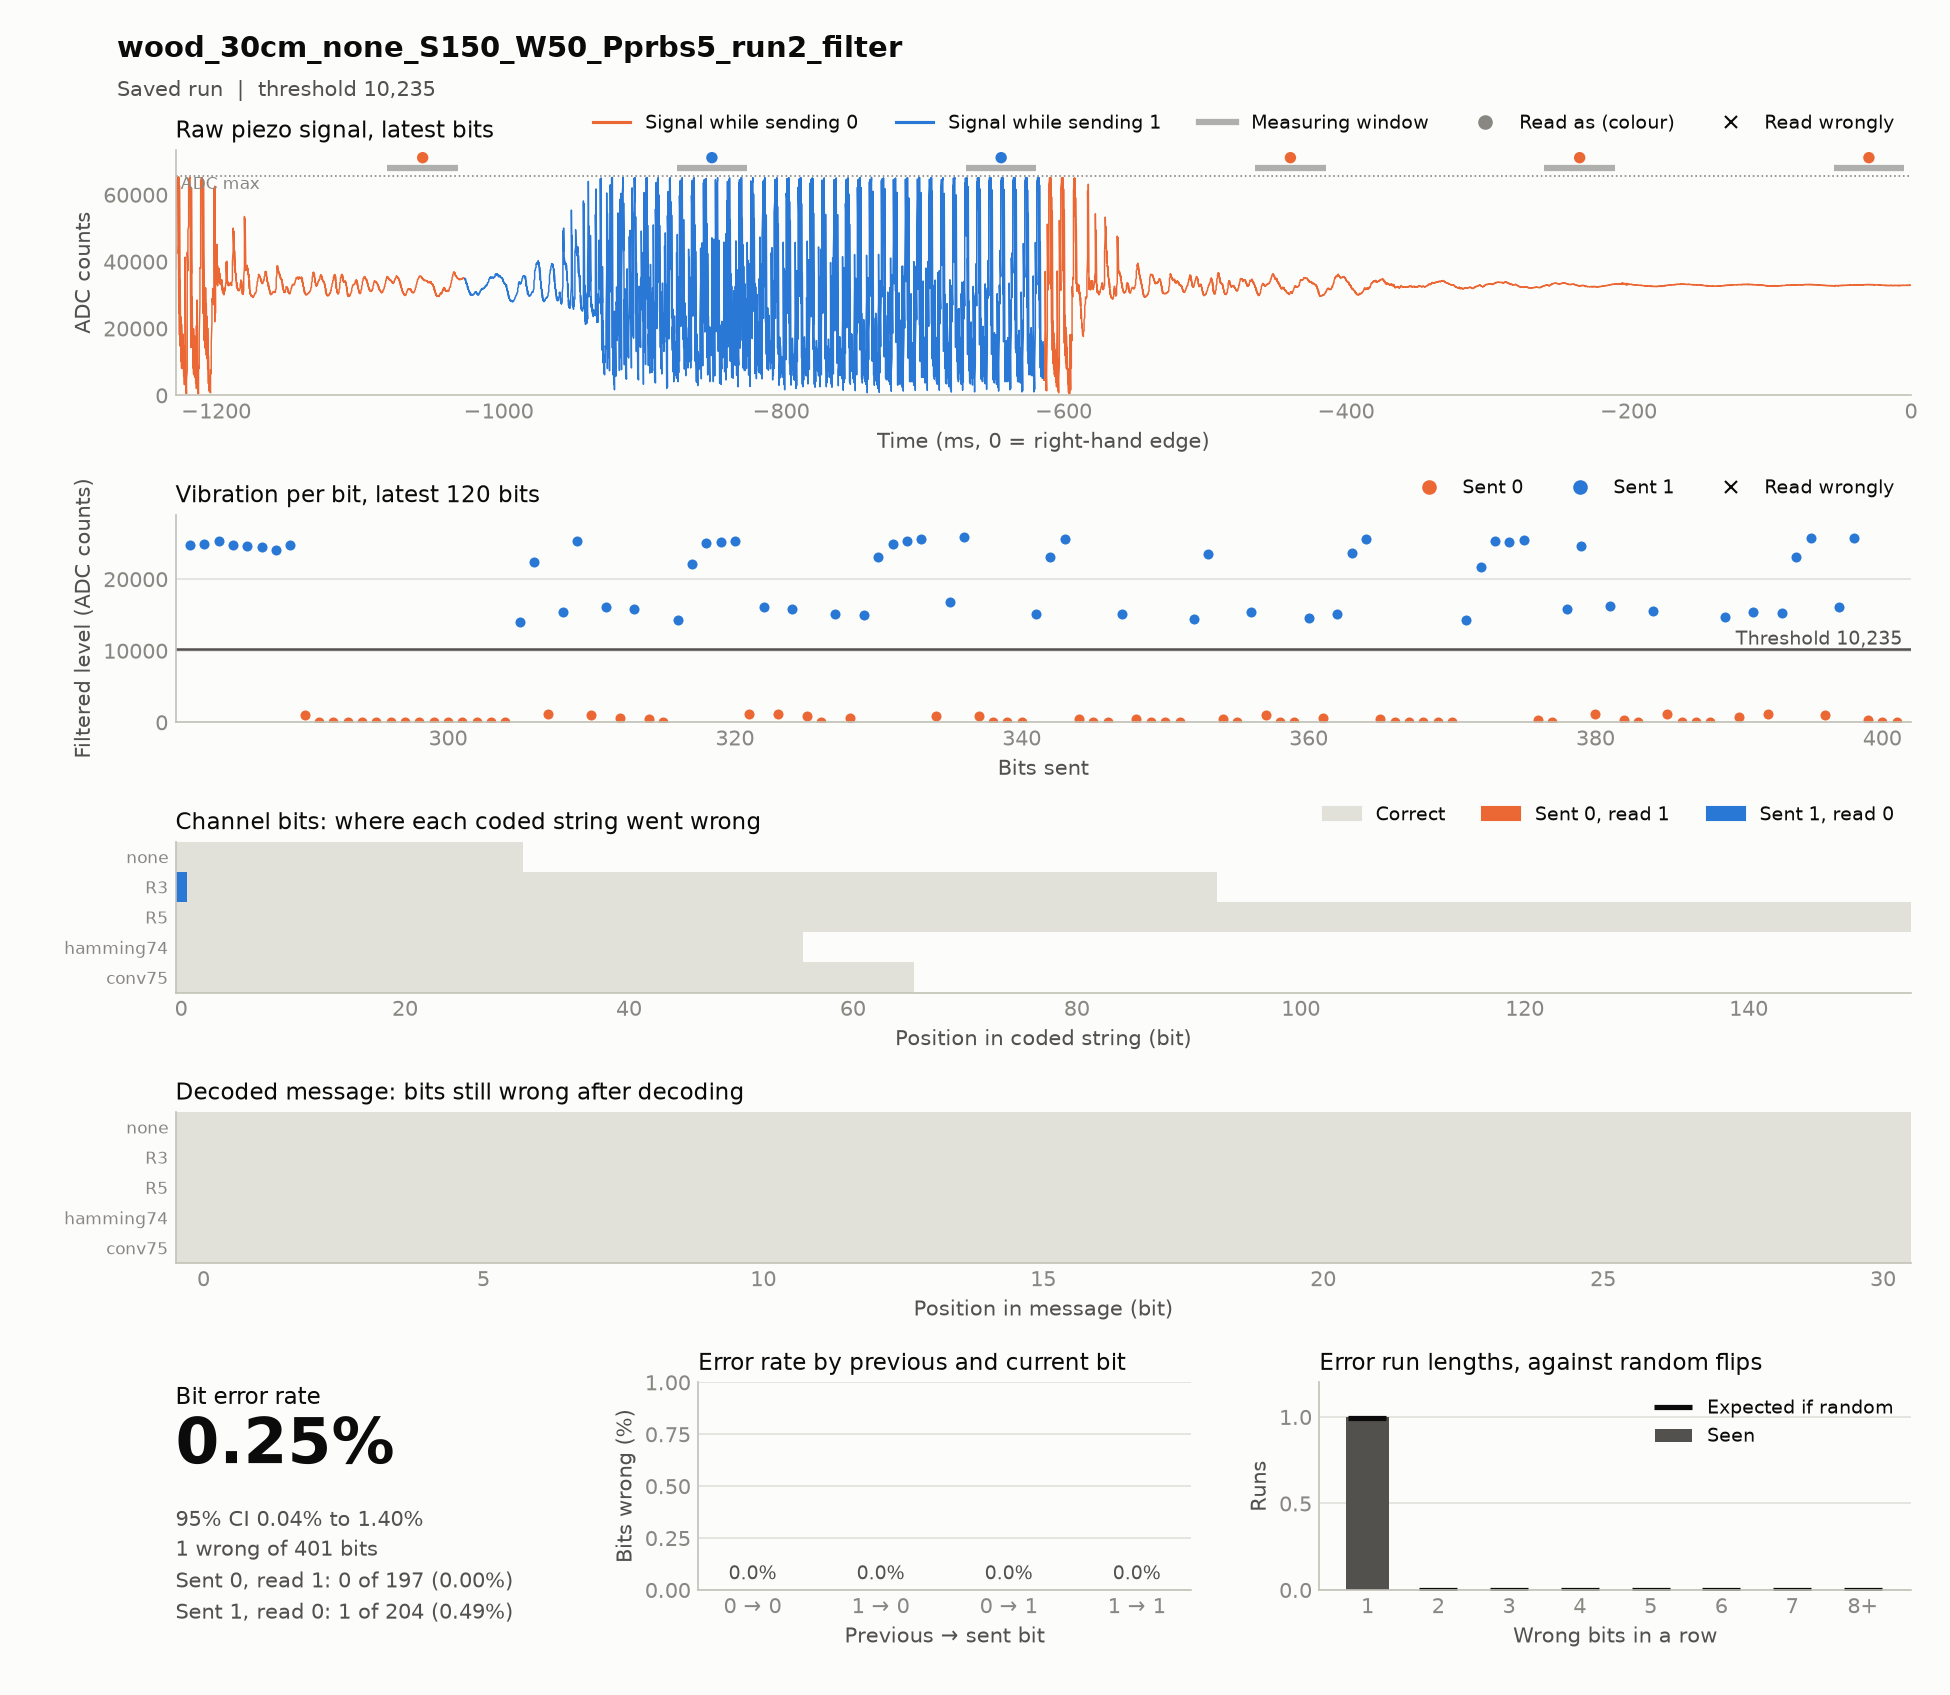 wood_30cm_none_S150_W50_Pprbs5_run2_filter
Saved run | threshold 10,235
Raw piezo signal, latest bits
Signal while sending 0
Signal while sending 1
Measuring window
Read as (colour)
× Read wrongly
ADC max
ADC counts
60000
40000
20000
0
−1200 −1000 −800 −600 −400 −200 0
Time (ms, 0 = right-hand edge)
Vibration per bit, latest 120 bits
Sent 0
Sent 1
× Read wrongly
Filtered level (ADC counts)
20000
10000
0
Threshold 10,235
300 320 340 360 380 400
Bits sent
Channel bits: where each coded string went wrong
Correct
Sent 0, read 1
Sent 1, read 0
none
R3
R5
hamming74
conv75
0 20 40 60 80 100 120 140
Position in coded string (bit)
Decoded message: bits still wrong after decoding
none
R3
R5
hamming74
conv75
0 5 10 15 20 25 30
Position in message (bit)
Bit error rate
0.25%
95% CI 0.04% to 1.40%
1 wrong of 401 bits
Sent 0, read 1: 0 of 197 (0.00%)
Sent 1, read 0: 1 of 204 (0.49%)
Error rate by previous and current bit
Bits wrong (%)
1.00
0.75
0.50
0.25
0.00
0.0% 0.0% 0.0% 0.0%
0 → 0 1 → 0 0 → 1 1 → 1
Previous → sent bit
Error run lengths, against random flips
Expected if random
Seen
Runs
1.0
0.5
0.0
1 2 3 4 5 6 7 8+
Wrong bits in a row